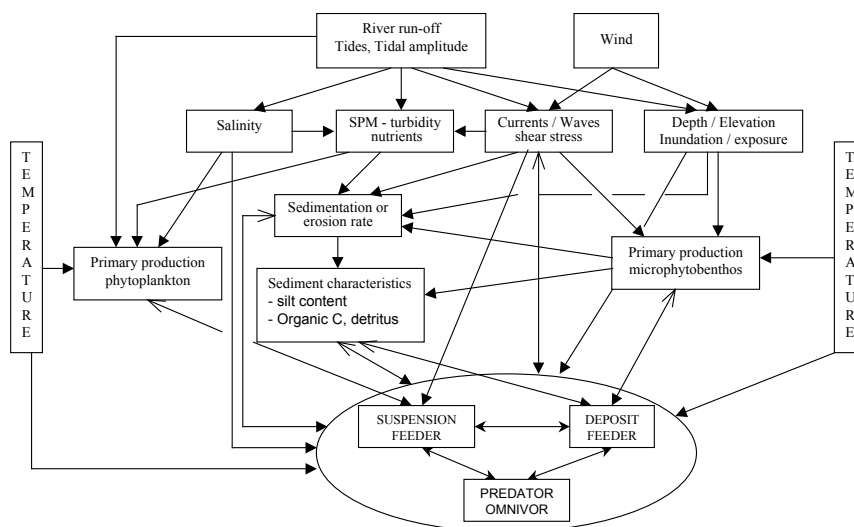 River run-off
Tides, Tidal amplitude
Wind
Salinity
SPM - turbidity
nutrients
Currents / Waves
shear stress
Depth / Elevation
Inundation / exposure
T
E
M
P
E
R
A
T
U
R
E
T
E
M
P
E
R
A
T
U
R
E
Sedimentation or
erosion rate
Primary production
phytoplankton
Primary production
microphytobenthos
Sediment characteristics
- silt content
- Organic C, detritus
SUSPENSION
FEEDER
DEPOSIT
FEEDER
PREDATOR
OMNIVOR